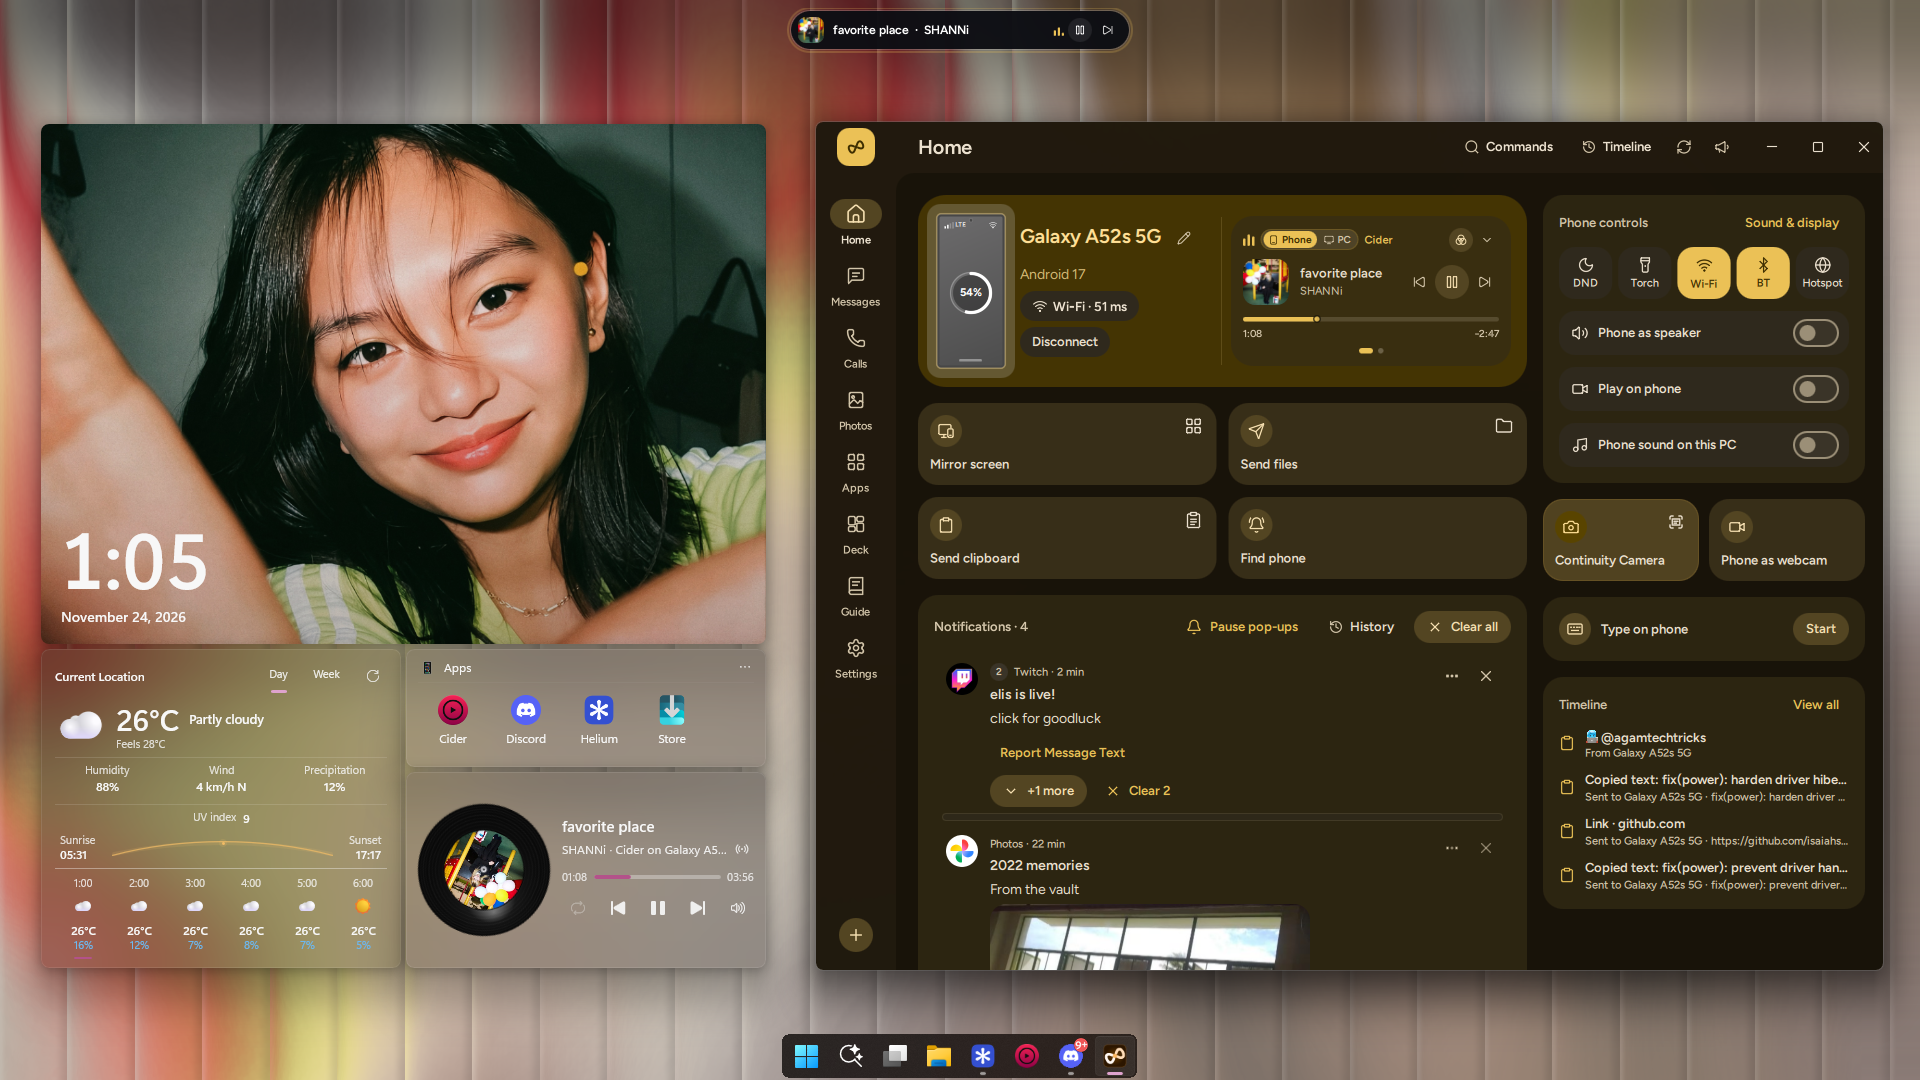 favorite place · SHANNi
1:05
November 24, 2026
Current Location
Day
Week
26°C
Partly cloudy
Feels 28°C
Humidity
Wind
Precipitation
88%
4 km/h N
12%
UV index 9
Sunrise
Sunset
05:31
17:17
1:00 2:00 3:00 4:00 5:00 6:00
26°C 26°C 26°C 26°C 26°C 26°C
16% 12% 7% 8% 7% 5%
Apps
Cider
Discord
Helium
Store
favorite place
SHANNi · Cider on Galaxy A5...
01:08
03:56
Home
Commands
Timeline
Home
Messages
Calls
Photos
Apps
Deck
Guide
Settings
LTE
54%
Galaxy A52s 5G
Android 17
Wi-Fi · 51 ms
Disconnect
Phone
PC
Cider
favorite place
SHANNi
1:08
-2:47
Mirror screen
Send files
Send clipboard
Find phone
Notifications · 4
Pause pop-ups
History
Clear all
2 Twitch · 2 min
elis is live!
click for goodluck
Report Message Text
+1 more
Clear 2
Photos · 22 min
2022 memories
From the vault
Phone controls
Sound & display
DND
Torch
Wi-Fi
BT
Hotspot
Phone as speaker
Play on phone
Phone sound on this PC
Continuity Camera
Phone as webcam
Type on phone
Start
Timeline
View all
@agamtechtricks
From Galaxy A52s 5G
Copied text: fix(power): harden driver hibe...
Sent to Galaxy A52s 5G · fix(power): harden driver ...
Link · github.com
Sent to Galaxy A52s 5G · https://github.com/isaiahs...
Copied text: fix(power): prevent driver han...
Sent to Galaxy A52s 5G · fix(power): prevent driver...
9+